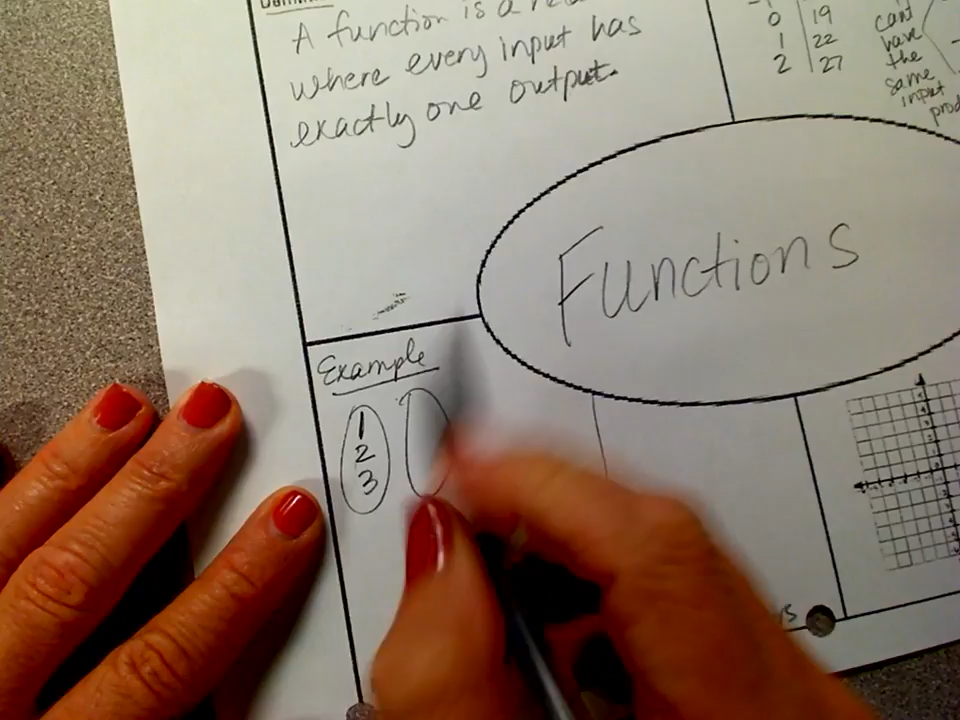 A function is a
where every input has
exactly one output.
0 19
1 22
2 27
can't
have
the
same
input
Functions
Example
1
2
3